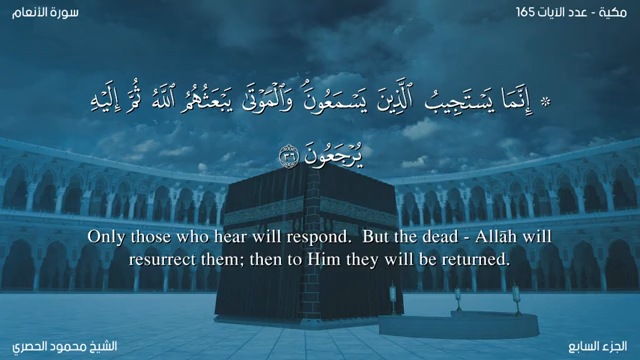 سورة الأنعام
مكية - عدد الآيات 165
۞ إِنَّمَا يَسْتَجِيبُ ٱلَّذِينَ يَسْمَعُونَۘ وَٱلْمَوْتَىٰ يَبْعَثُهُمُ ٱللَّهُ ثُمَّ إِلَيْهِ
يُرْجَعُونَ ٣٦
Only those who hear will respond. But the dead - Allāh will
resurrect them; then to Him they will be returned.
الشيخ محمود الحصري
الجزء السابع